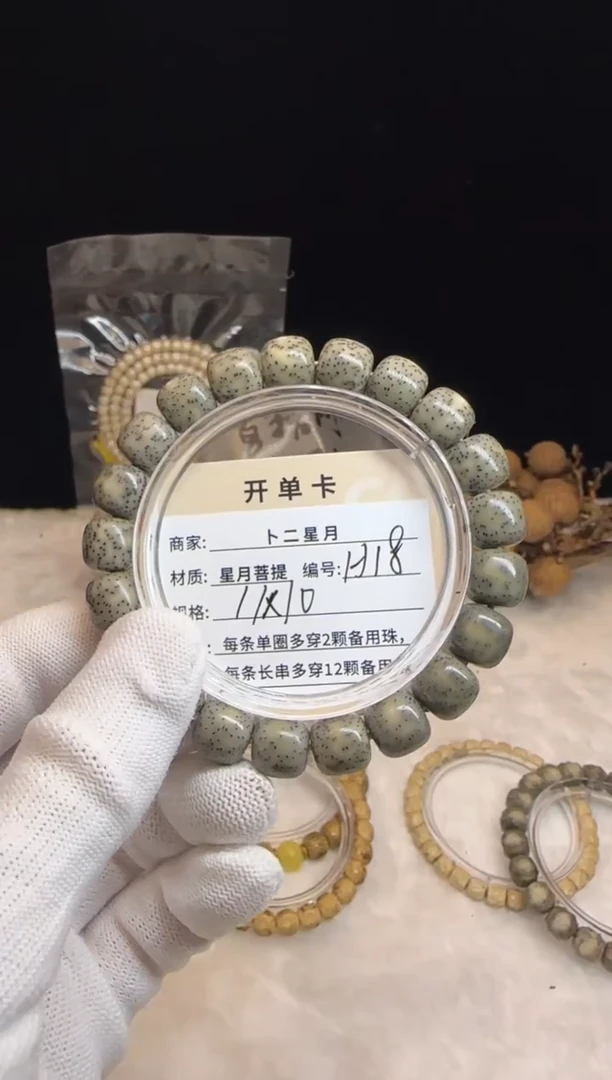 开单卡
商家: 卜二星月
材质: 星月菩提 编号: H318
规格: 11X10
: 每条单圈多穿2颗备用珠,
每条长串多穿12颗备用